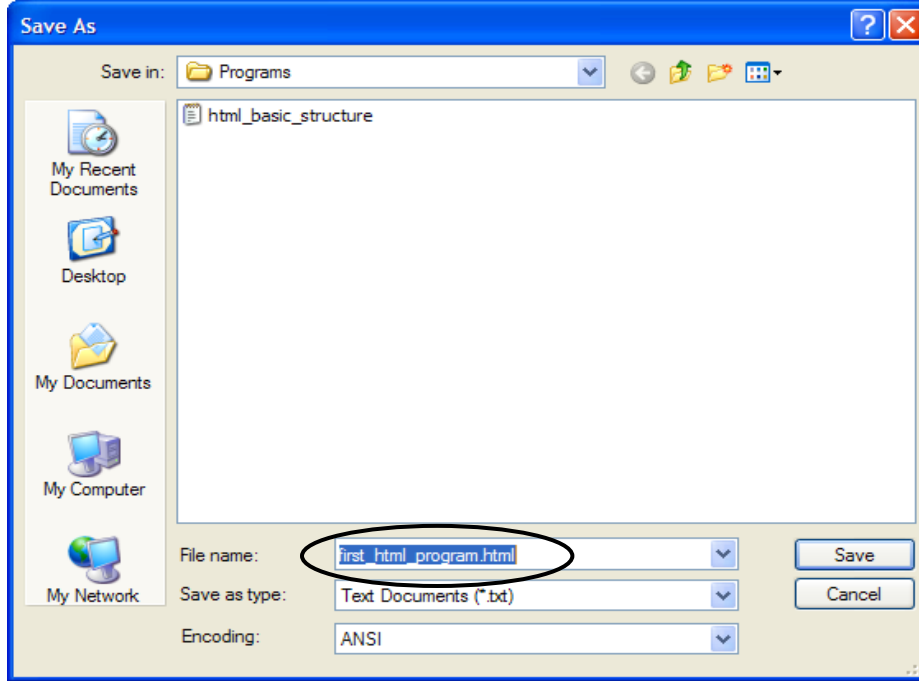 Save As
Save in:
Programs
html_basic_structure
My Recent
Documents
Desktop
My Documents
My Computer
My Network
File name:
first_html_program.html
Save
Save as type:
Text Documents (*.txt)
Cancel
Encoding:
ANSI